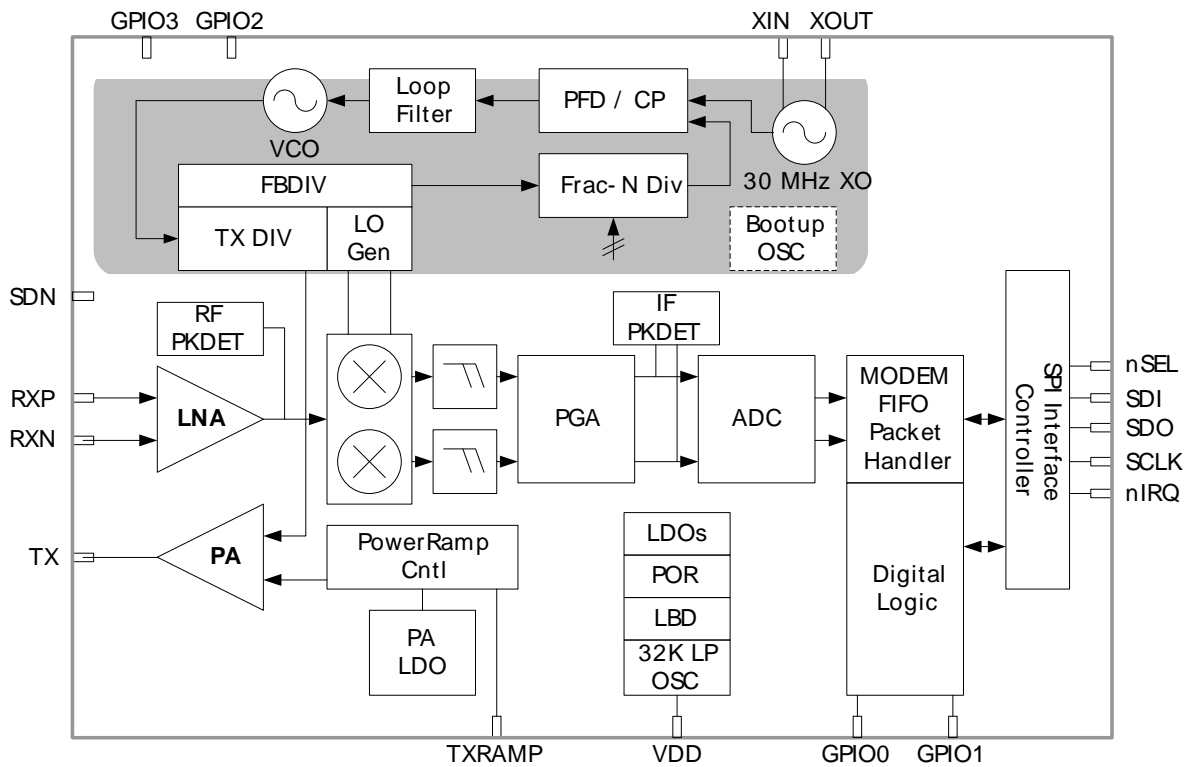 GPIO3
GPIO2
XIN
XOUT
Loop
Filter
PFD / CP
VCO
30 MHz XO
FBDIV
Frac-N Div
TX DIV
LO
Gen
Bootup
OSC
SDN
RF
PKDET
IF
PKDET
RXP
RXN
LNA
PGA
ADC
MODEM
FIFO
Packet
Handler
SPI Interface
Controller
nSEL
SDI
SDO
SCLK
nIRQ
TX
PA
PowerRamp
Cntl
PA
LDO
LDOs
POR
LBD
32K LP
OSC
Digital
Logic
TXRAMP
VDD
GPIO0
GPIO1